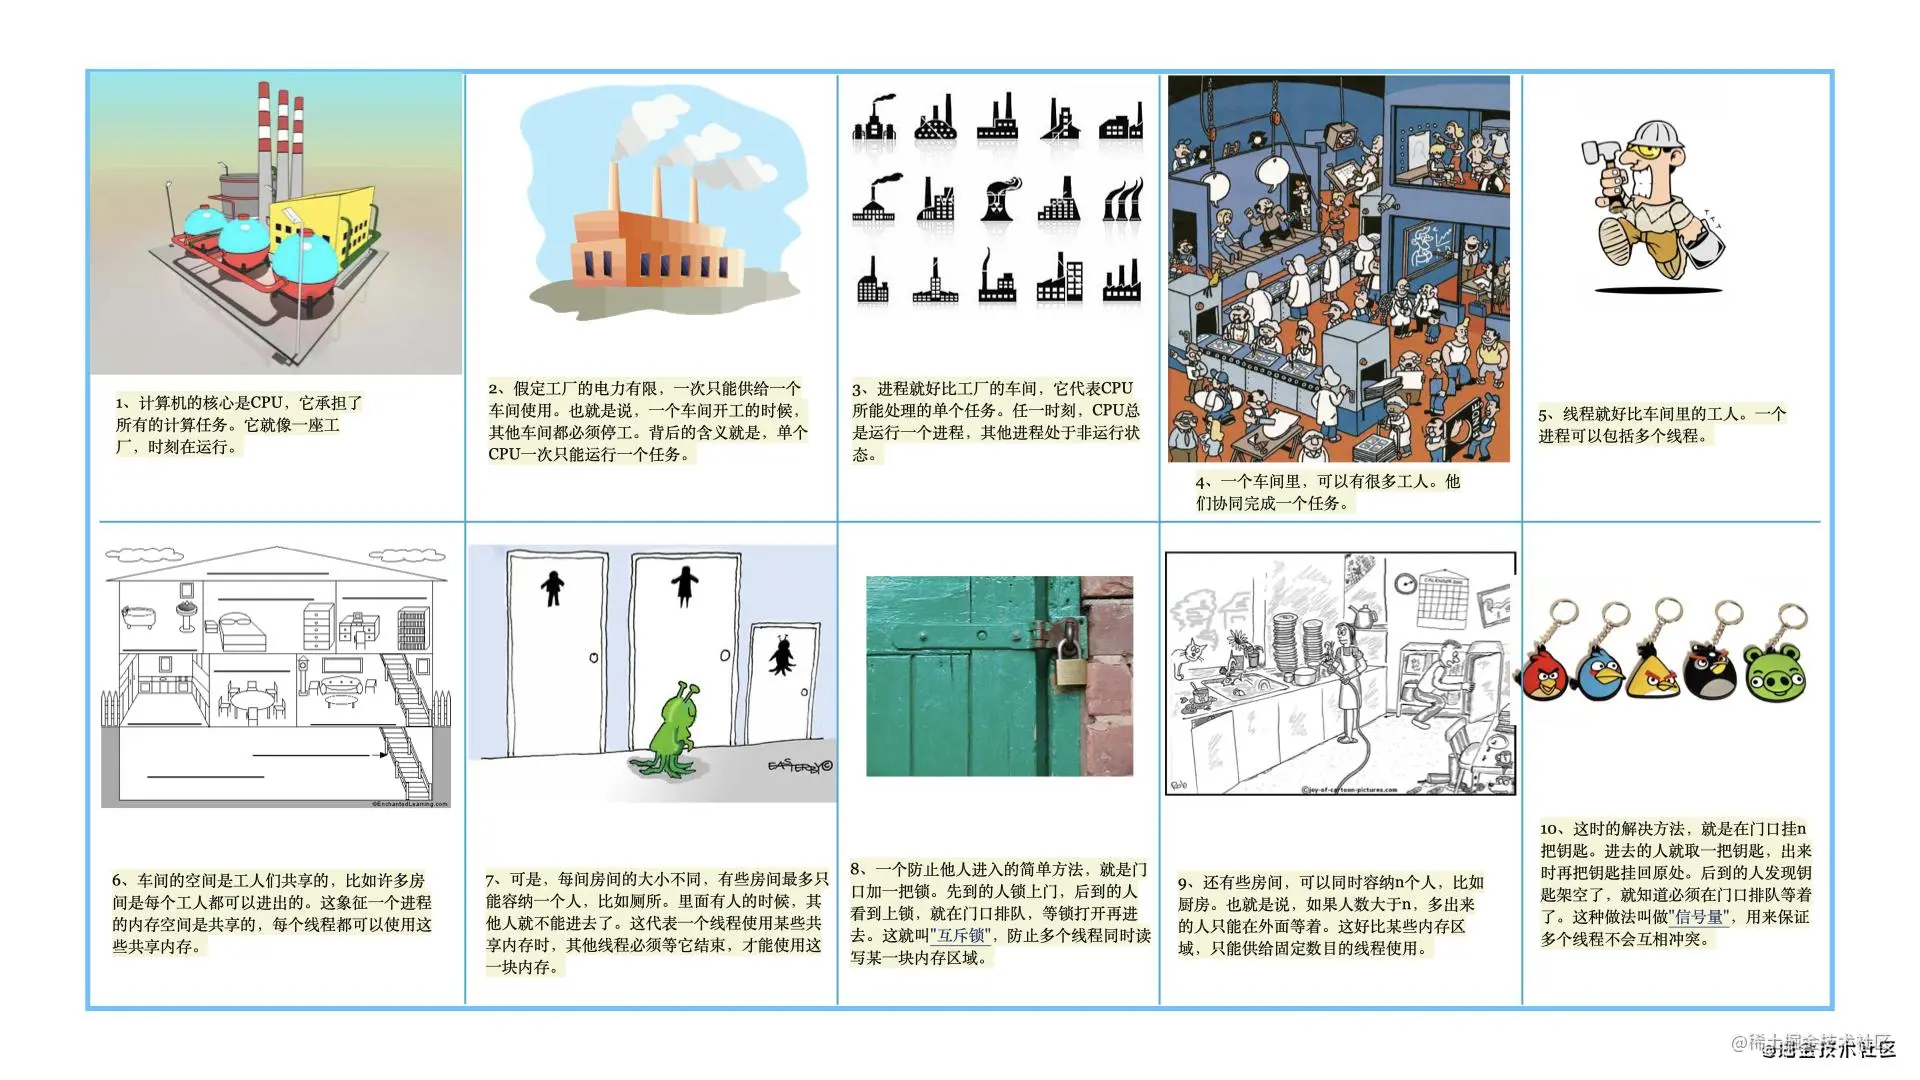 1、计算机的核心是CPU，它承担了
所有的计算任务。它就像一座工
厂，时刻在运行。
2、假定工厂的电力有限，一次只能供给一个
车间使用。也就是说，一个车间开工的时候，
其他车间都必须停工。背后的含义就是，单个
CPU一次只能运行一个任务。
3、进程就好比工厂的车间，它代表CPU
所能处理的单个任务。任一时刻，CPU总
是运行一个进程，其他进程处于非运行状
态。
4、一个车间里，可以有很多工人。他
们协同完成一个任务。
5、线程就好比车间里的工人。一个
进程可以包括多个线程。
©EnchantedLearning.com
6、车间的空间是工人们共享的，比如许多房
间是每个工人都可以进出的。这象征一个进程
的内存空间是共享的，每个线程都可以使用这
些共享内存。
EASTERBY©
7、可是，每间房间的大小不同，有些房间最多只
能容纳一个人，比如厕所。里面有人的时候，其
他人就不能进去了。这代表一个线程使用某些共
享内存时，其他线程必须等它结束，才能使用这
一块内存。
8、一个防止他人进入的简单方法，就是门
口加一把锁。先到的人锁上门，后到的人
看到上锁，就在门口排队，等锁打开再进
去。这就叫"互斥锁"，防止多个线程同时读
写某一块内存区域。
©joy-of-cartoon-pictures.com
9、还有些房间，可以同时容纳n个人，比如
厨房。也就是说，如果人数大于n，多出来
的人只能在外面等着。这好比某些内存区
域，只能供给固定数目的线程使用。
10、这时的解决方法，就是在门口挂n
把钥匙。进去的人就取一把钥匙，出来
时再把钥匙挂回原处。后到的人发现钥
匙架空了，就知道必须在门口排队等着
了。这种做法叫做"信号量"，用来保证
多个线程不会互相冲突。
@稀土掘金技术社区
@掘金技术社区